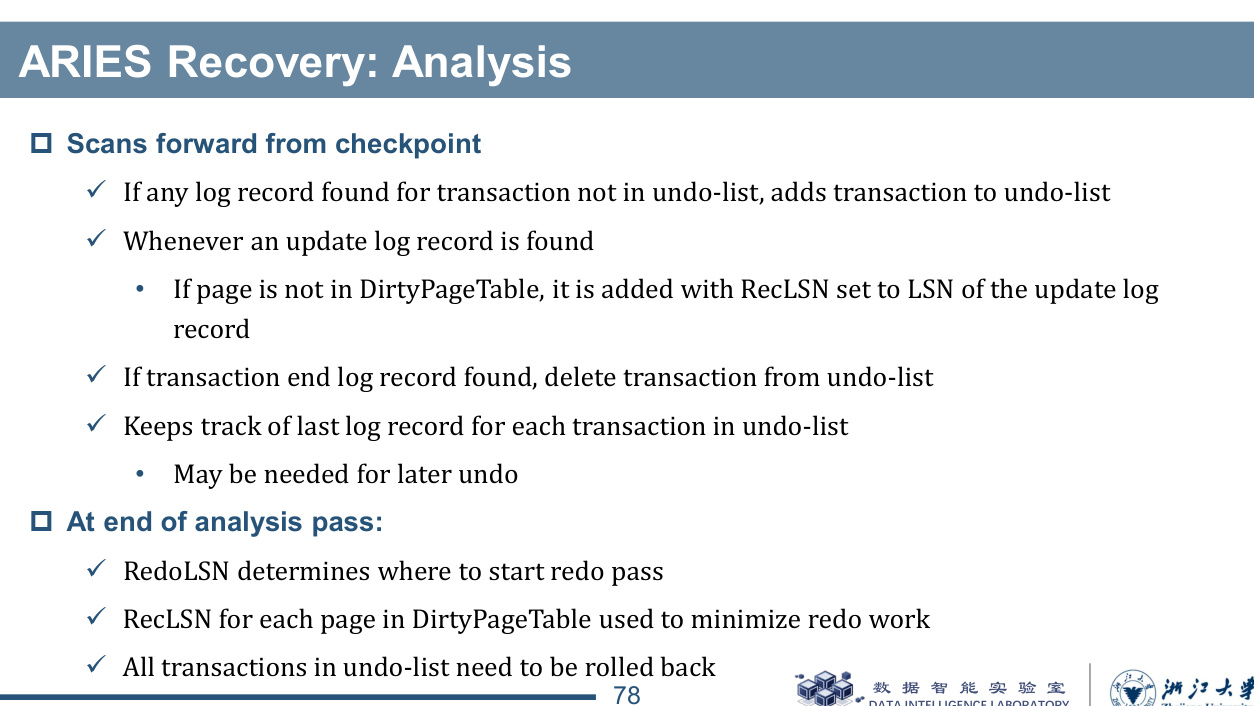 ARIES Recovery: Analysis
Scans forward from checkpoint
If any log record found for transaction not in undo-list, adds transaction to undo-list
Whenever an update log record is found
If page is not in DirtyPageTable, it is added with RecLSN set to LSN of the update log
record
If transaction end log record found, delete transaction from undo-list
Keeps track of last log record for each transaction in undo-list
May be needed for later undo
At end of analysis pass:
RedoLSN determines where to start redo pass
RecLSN for each page in DirtyPageTable used to minimize redo work
All transactions in undo-list need to be rolled back
78
数据智能实验室
DATA INTELLIGENCE LABORATORY
浙江大学